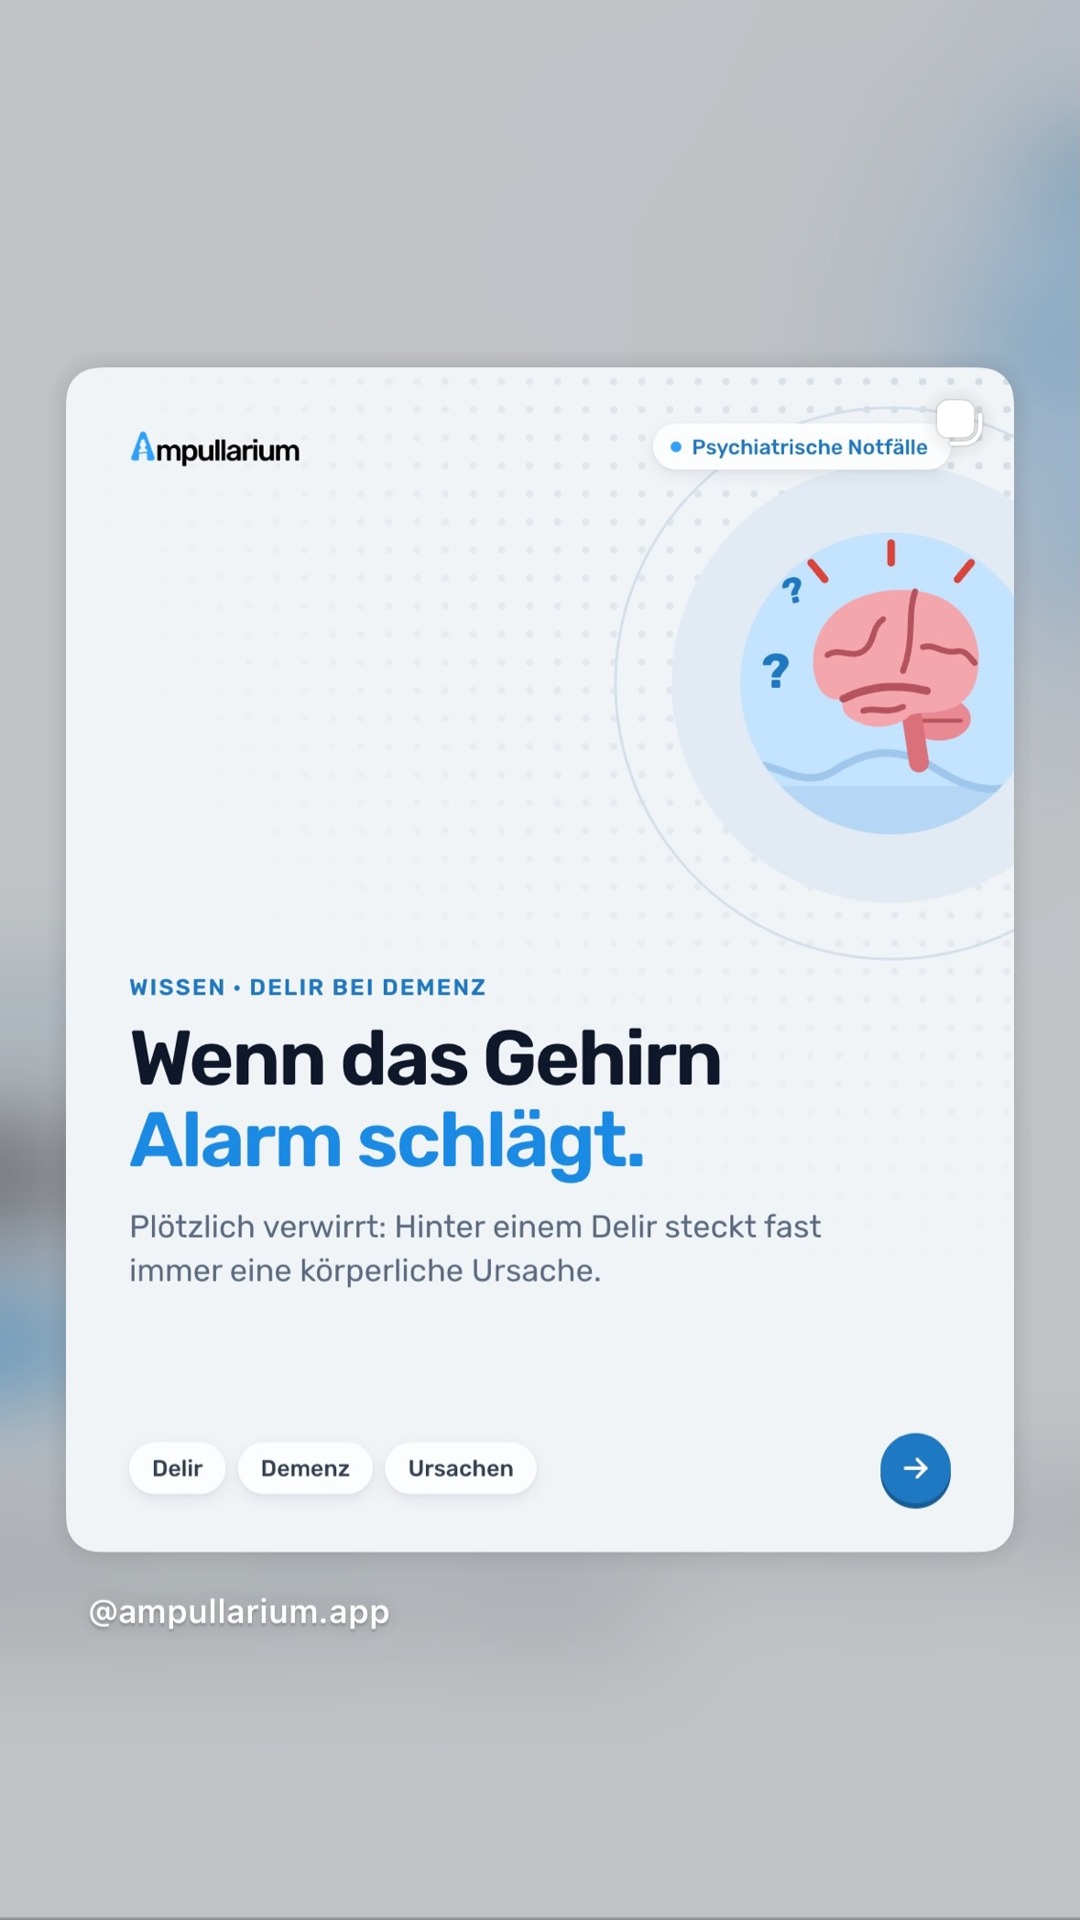 Ampullarium
Psychiatrische Notfälle
?
?
WISSEN · DELIR BEI DEMENZ
Wenn das Gehirn
Alarm schlägt.
Plötzlich verwirrt: Hinter einem Delir steckt fast
immer eine körperliche Ursache.
Delir
Demenz
Ursachen
@ampullarium.app